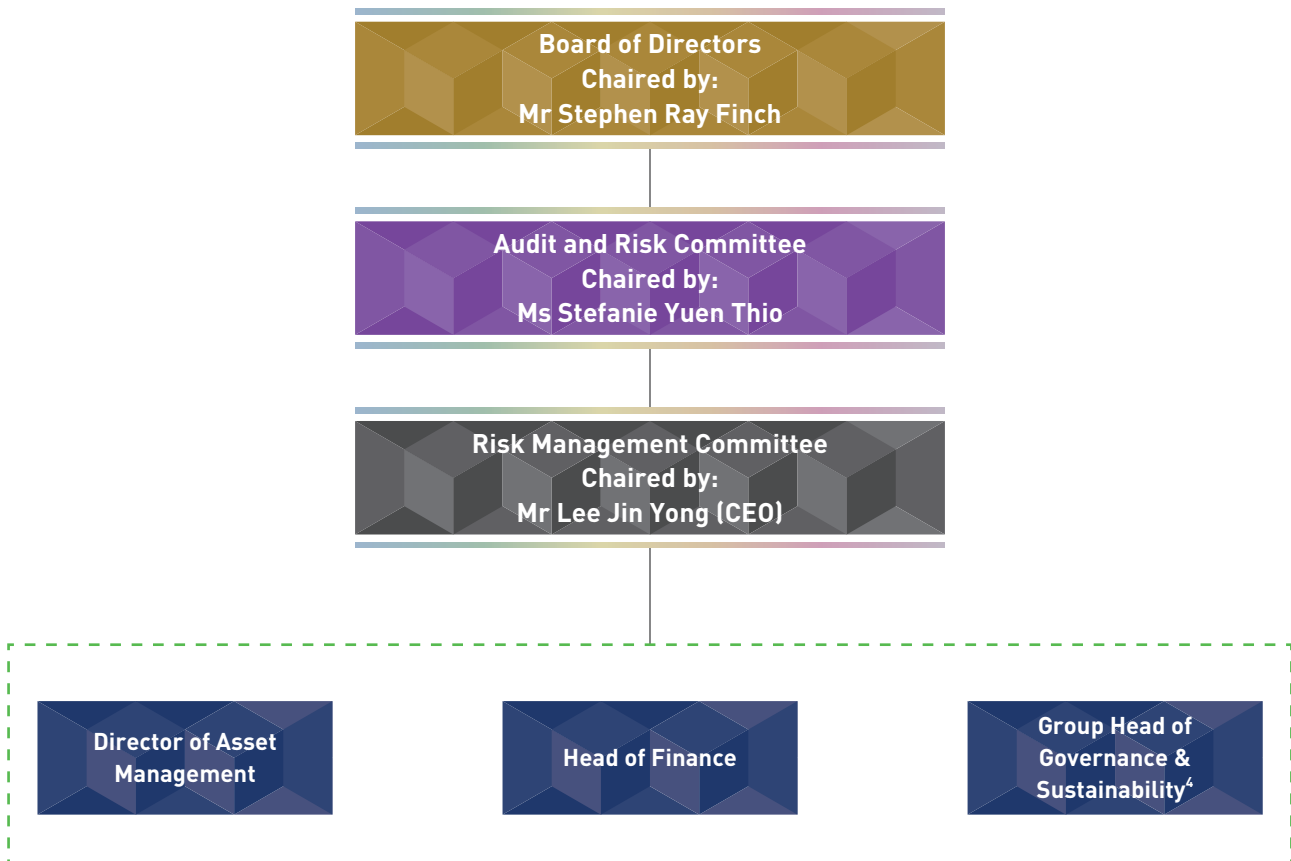 Board of Directors
Chaired by:
Mr Stephen Ray Finch
Audit and Risk Committee
Chaired by:
Ms Stefanie Yuen Thio
Risk Management Committee
Chaired by:
Mr Lee Jin Yong (CEO)
Director of Asset
Management
Head of Finance
Group Head of
Governance &
Sustainability⁴